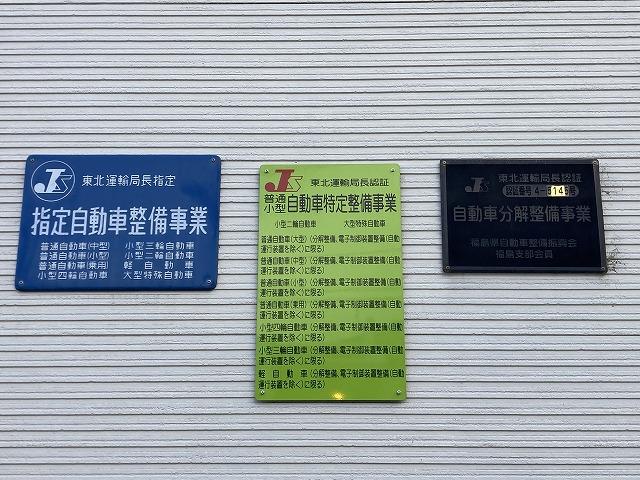 JS 東北運輸局長指定
指定自動車整備事業
普通自動車(中型) 小型三輪自動車
普通自動車(小型) 小型二輪自動車
普通自動車(乗用) 軽自動車
小型四輪自動車 大型特殊自動車
JS 東北運輸局長認証
普通
小型 自動車特定整備事業
小型二輪自動車 大型特殊自動車
普通自動車(大型)(分解整備、電子制御装置整備(自動
運行装置を除く)に限る)
普通自動車(中型)(分解整備、電子制御装置整備(自動
運行装置を除く)に限る)
普通自動車(小型)(分解整備、電子制御装置整備(自動
運行装置を除く)に限る)
普通自動車(乗用)(分解整備、電子制御装置整備(自動
運行装置を除く)に限る)
小型四輪自動車(分解整備、電子制御装置整備(自動
運行装置を除く)に限る)
小型三輪自動車(分解整備、電子制御装置整備(自動
運行装置を除く)に限る)
軽自動車(分解整備、電子制御装置整備(自動
運行装置を除く)に限る)
JS 東北運輸局長認証
認証番号 4-5145号
自動車分解整備事業
福島県自動車整備振興会
福島支部会員